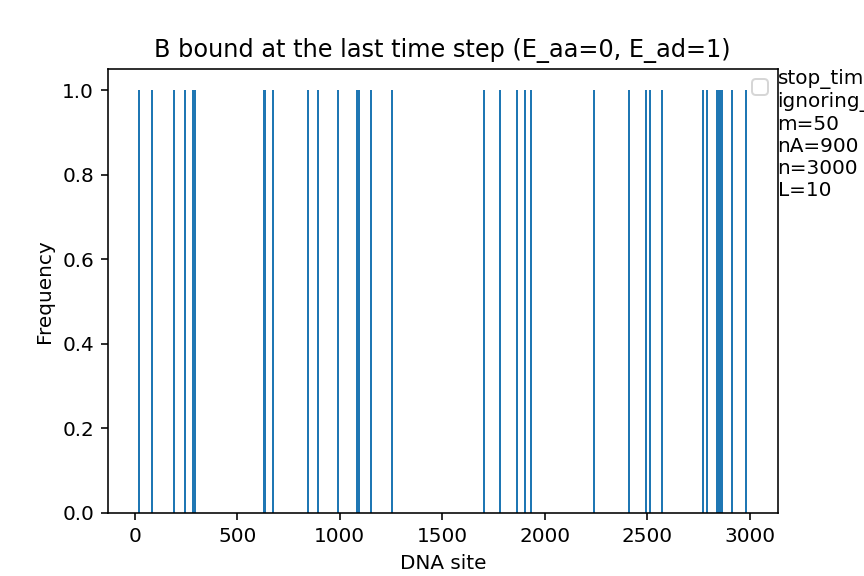 B bound at the last time step (E_aa=0, E_ad=1)
stop_tim
ignoring_
m=50
nA=900
n=3000
L=10
1.0
0.8
0.6
0.4
0.2
0.0
Frequency
0 500 1000 1500 2000 2500 3000
DNA site